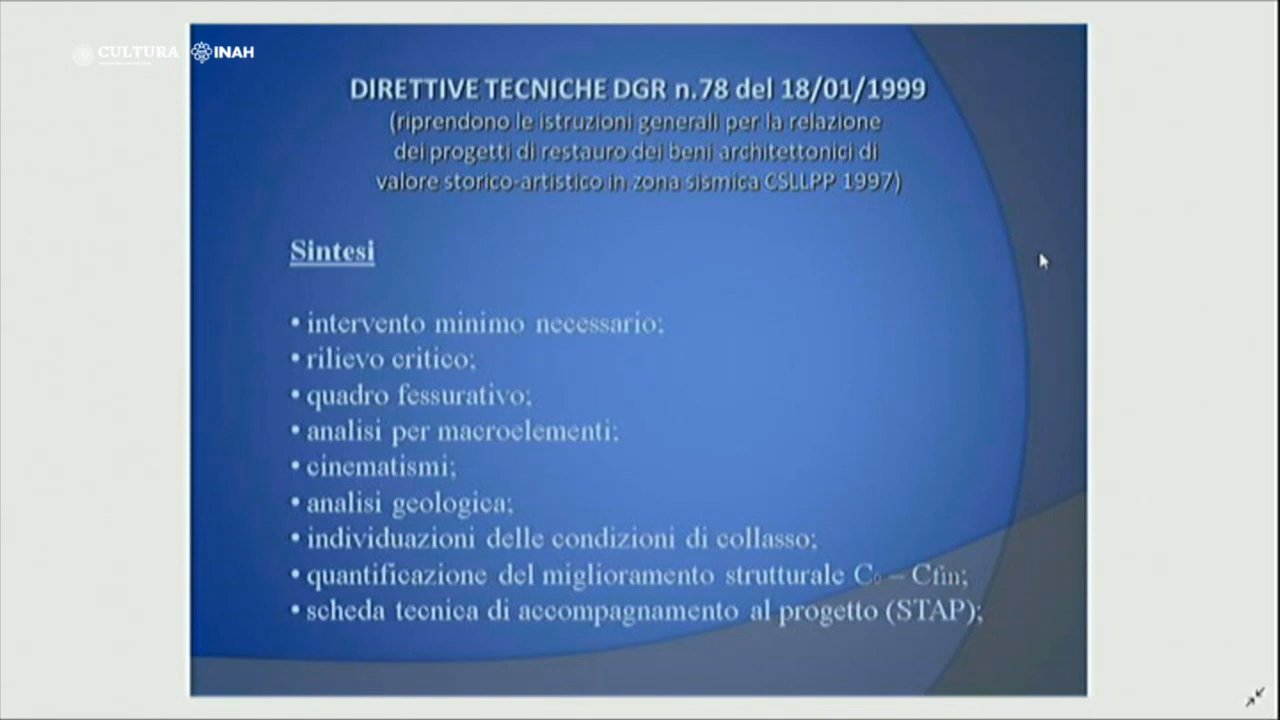 CULTURA INAH
DIRETTIVE TECNICHE DGR n.78 del 18/01/1999
(riprendono le istruzioni generali per la relazione
dei progetti di restauro dei beni architettonici di
valore storico-artistico in zona sismica CSLLPP 1997)
Sintesi
• intervento minimo necessario;
• rilievo critico;
• quadro fessurativo;
• analisi per macroelementi;
• cinematismi;
• analisi geologica;
• individuazioni delle condizioni di collasso;
• quantificazione del miglioramento strutturale C₀ – Cfin;
• scheda tecnica di accompagnamento al progetto (STAP);